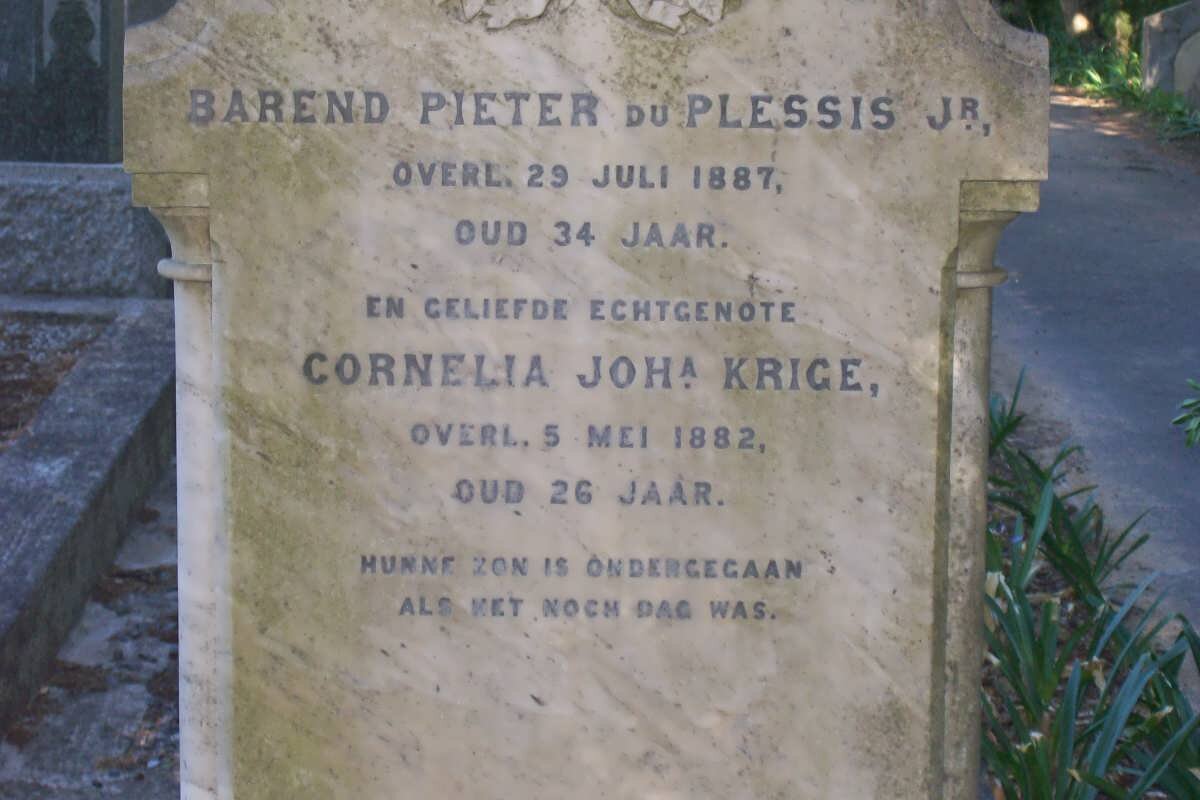 BAREND PIETER DU PLESSIS JR.,
OVERL. 29 JULI 1887,
OUD 34 JAAR.
EN GELIEFDE ECHTGENOTE
CORNELIA JOHA. KRIGE,
OVERL. 5 MEI 1882,
OUD 26 JAAR.
HUNNE ZON IS ONDERGEGAAN
ALS HET NOCH DAG WAS.